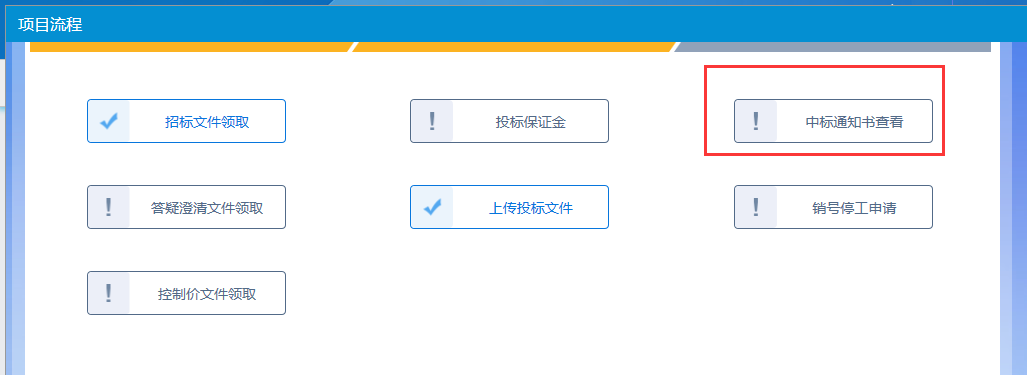 项目流程
招标文件领取
投标保证金
中标通知书查看
答疑澄清文件领取
上传投标文件
销号停工申请
控制价文件领取